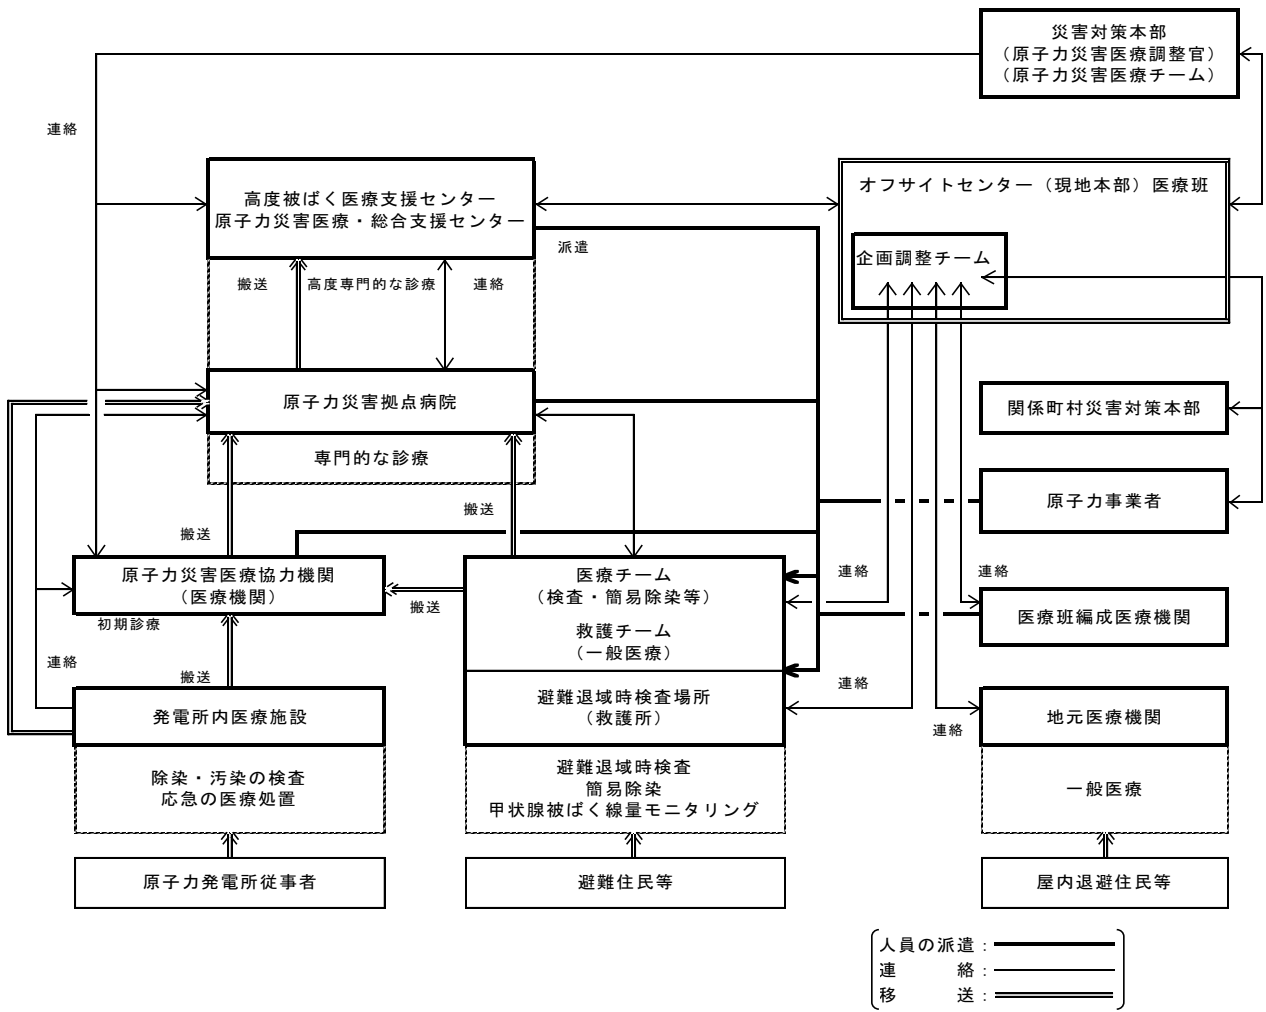 災害対策本部
（原子力災害医療調整官）
（原子力災害医療チーム）
連絡
高度被ばく医療支援センター
原子力災害医療・総合支援センター
オフサイトセンター（現地本部）医療班
派遣
企画調整チーム
搬送
高度専門的な診療
連絡
原子力災害拠点病院
関係町村災害対策本部
専門的な診療
原子力事業者
搬送
搬送
原子力災害医療協力機関
（医療機関）
医療チーム
（検査・簡易除染等）
連絡
連絡
搬送
医療班編成医療機関
初期診療
救護チーム
（一般医療）
連絡
搬送
連絡
発電所内医療施設
避難退域時検査場所
（救護所）
地元医療機関
連絡
除染・汚染の検査
応急の医療処置
避難退域時検査
簡易除染
甲状腺被ばく線量モニタリング
一般医療
原子力発電所従事者
避難住民等
屋内退避住民等
人員の派遣：
連　　絡：
移　　送：